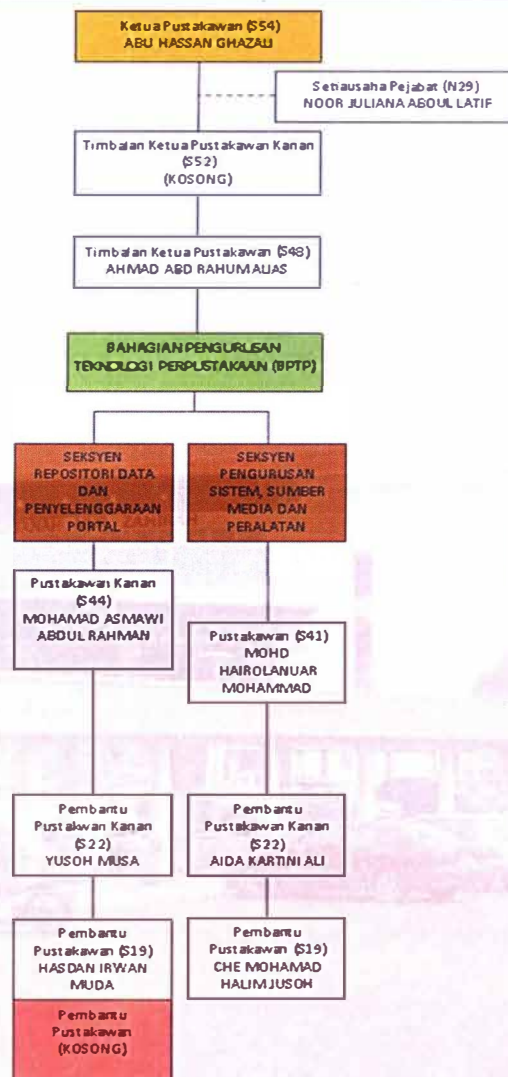 Ketua Pustakawan (S54)
ABU HASSAN GHAZALI
Setiausaha Pejabat (N29)
NOOR JULIANA ABDUL LATIF
Timbalan Ketua Pustakawan Kanan
(S52)
(KOSONG)
Timbalan Ketua Pustakawan (S48)
AHMAD ABD RAHUM ALIAS
BAHAGIAN PENGURUSAN
TEKNOLOGI PERPUSTAKAAN (BPTP)
SEKSYEN
REPOSITORI DATA
DAN
PENYELENGGARAAN
PORTAL
SEKSYEN
PENGURUSAN
SISTEM, SUMBER
MEDIA DAN
PERALATAN
Pustakawan Kanan
(S44)
MOHAMAD ASMAWI
ABDUL RAHMAN
Pustakawan (S41)
MOHD
HAIROLANUAR
MOHAMMAD
Pembantu
Pustakwan Kanan
(S22)
YUSOH MUSA
Pembantu
Pustakawan Kanan
(S22)
AIDA KARTINI ALI
Pembantu
Pustakawan (S19)
HASDAN IRWAN
MUDA
Pembantu
Pustakawan (S19)
CHE MOHAMAD
HALIM JUSOH
Pembantu
Pustakawan
(KOSONG)